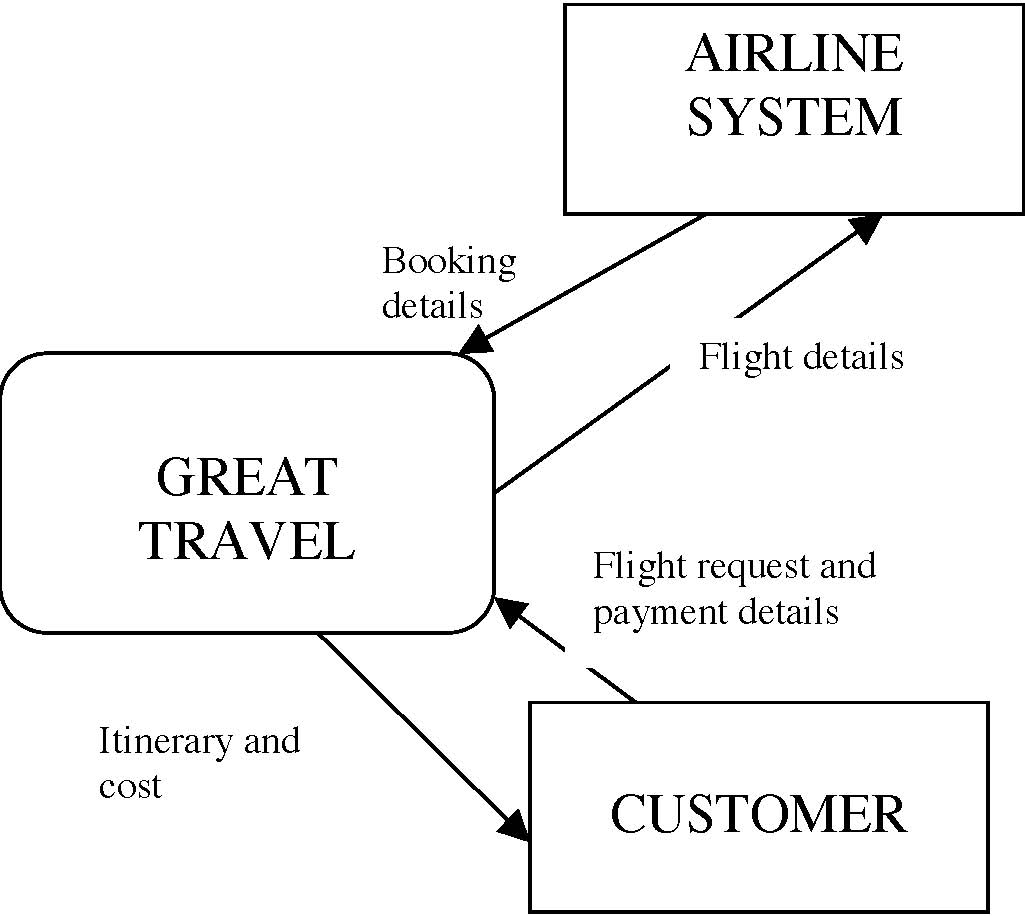 AIRLINE
SYSTEM
Booking
details
Flight details
GREAT
TRAVEL
Flight request and
payment details
Itinerary and
cost
CUSTOMER